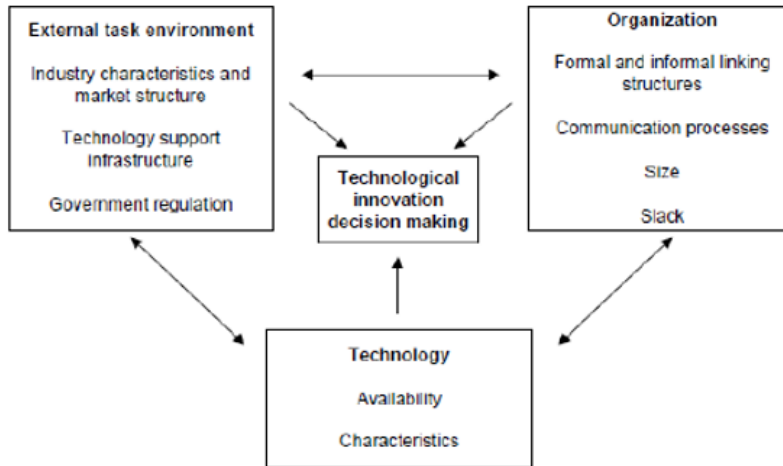 External task environment
Industry characteristics and
market structure
Technology support
infrastructure
Government regulation
Organization
Formal and informal linking
structures
Communication processes
Size
Slack
Technological
innovation
decision making
Technology
Availability
Characteristics